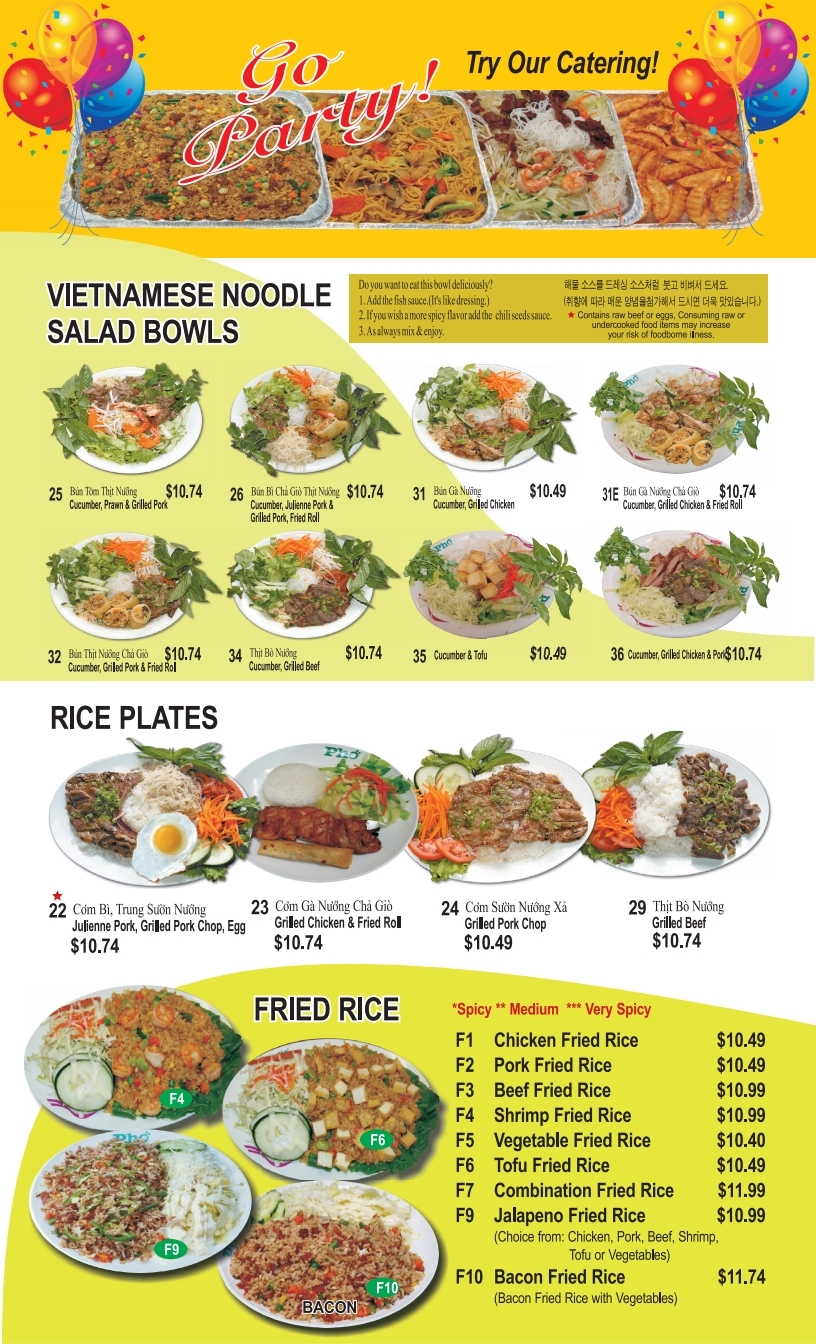 Go
Party!
Try Our Catering!
VIETNAMESE NOODLE
SALAD BOWLS
Do you want to eat this bowl deliciously?
1. Add the fish sauce.(It's like dressing.)
2. If you wish a more spicy flavor add the chili seeds sauce.
3. As always mix & enjoy.
해물 소스를 드레싱 소스처럼 붓고 비벼서 드세요.
(취향에 따라 매운 양념을첨가해서 드시면 더욱 맛있습니다.)
★ Contains raw beef or eggs, Consuming raw or
undercooked food items may increase
your risk of foodborne illness.
25 Bún Tôm Thịt Nướng $10.74
Cucumber, Prawn & Grilled Pork
26 Bún Bì Chả Giò Thịt Nướng $10.74
Cucumber, Julienne Pork &
Grilled Pork, Fried Roll
31 Bún Gà Nướng $10.49
Cucumber, Grilled Chicken
31E Bún Gà Nướng Chả Giò $10.74
Cucumber, Grilled Chicken & Fried Roll
Phở
32 Bún Thịt Nướng Chả Giò $10.74
Cucumber, Grilled Pork & Fried Roll
34 Thịt Bò Nướng $10.74
Cucumber, Grilled Beef
Phở
35 Cucumber & Tofu $10.49
Phở
36 Cucumber, Grilled Chicken & Pork $10.74
RICE PLATES
Phở
★
22 Cơm Bì, Trung Sườn Nướng
Julienne Pork, Grilled Pork Chop, Egg
$10.74
23 Cơm Gà Nướng Chả Giò
Grilled Chicken & Fried Roll
$10.74
24 Cơm Sườn Nướng Xả
Grilled Pork Chop
$10.49
29 Thịt Bò Nướng
Grilled Beef
$10.74
FRIED RICE
F4
F6
Phở
F9
F10
BACON
*Spicy ** Medium *** Very Spicy
F1 Chicken Fried Rice $10.49
F2 Pork Fried Rice $10.49
F3 Beef Fried Rice $10.99
F4 Shrimp Fried Rice $10.99
F5 Vegetable Fried Rice $10.40
F6 Tofu Fried Rice $10.49
F7 Combination Fried Rice $11.99
F9 Jalapeno Fried Rice $10.99
(Choice from: Chicken, Pork, Beef, Shrimp,
Tofu or Vegetables)
F10 Bacon Fried Rice $11.74
(Bacon Fried Rice with Vegetables)